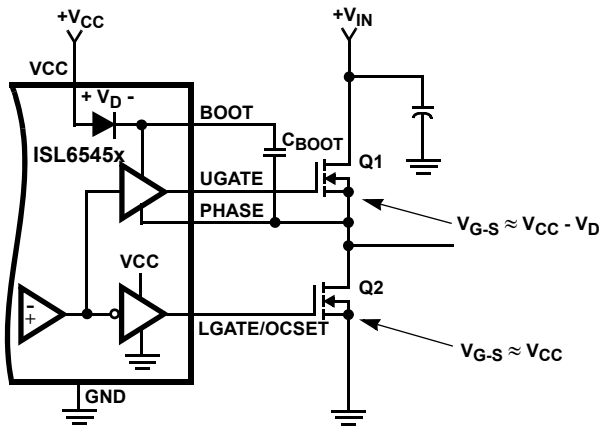 +VCC
+VIN
VCC
+ VD -
BOOT
CBOOT
ISL6545x
Q1
UGATE
PHASE
VG-S ≈ VCC - VD
VCC
Q2
-
+
LGATE/OCSET
VG-S ≈ VCC
GND